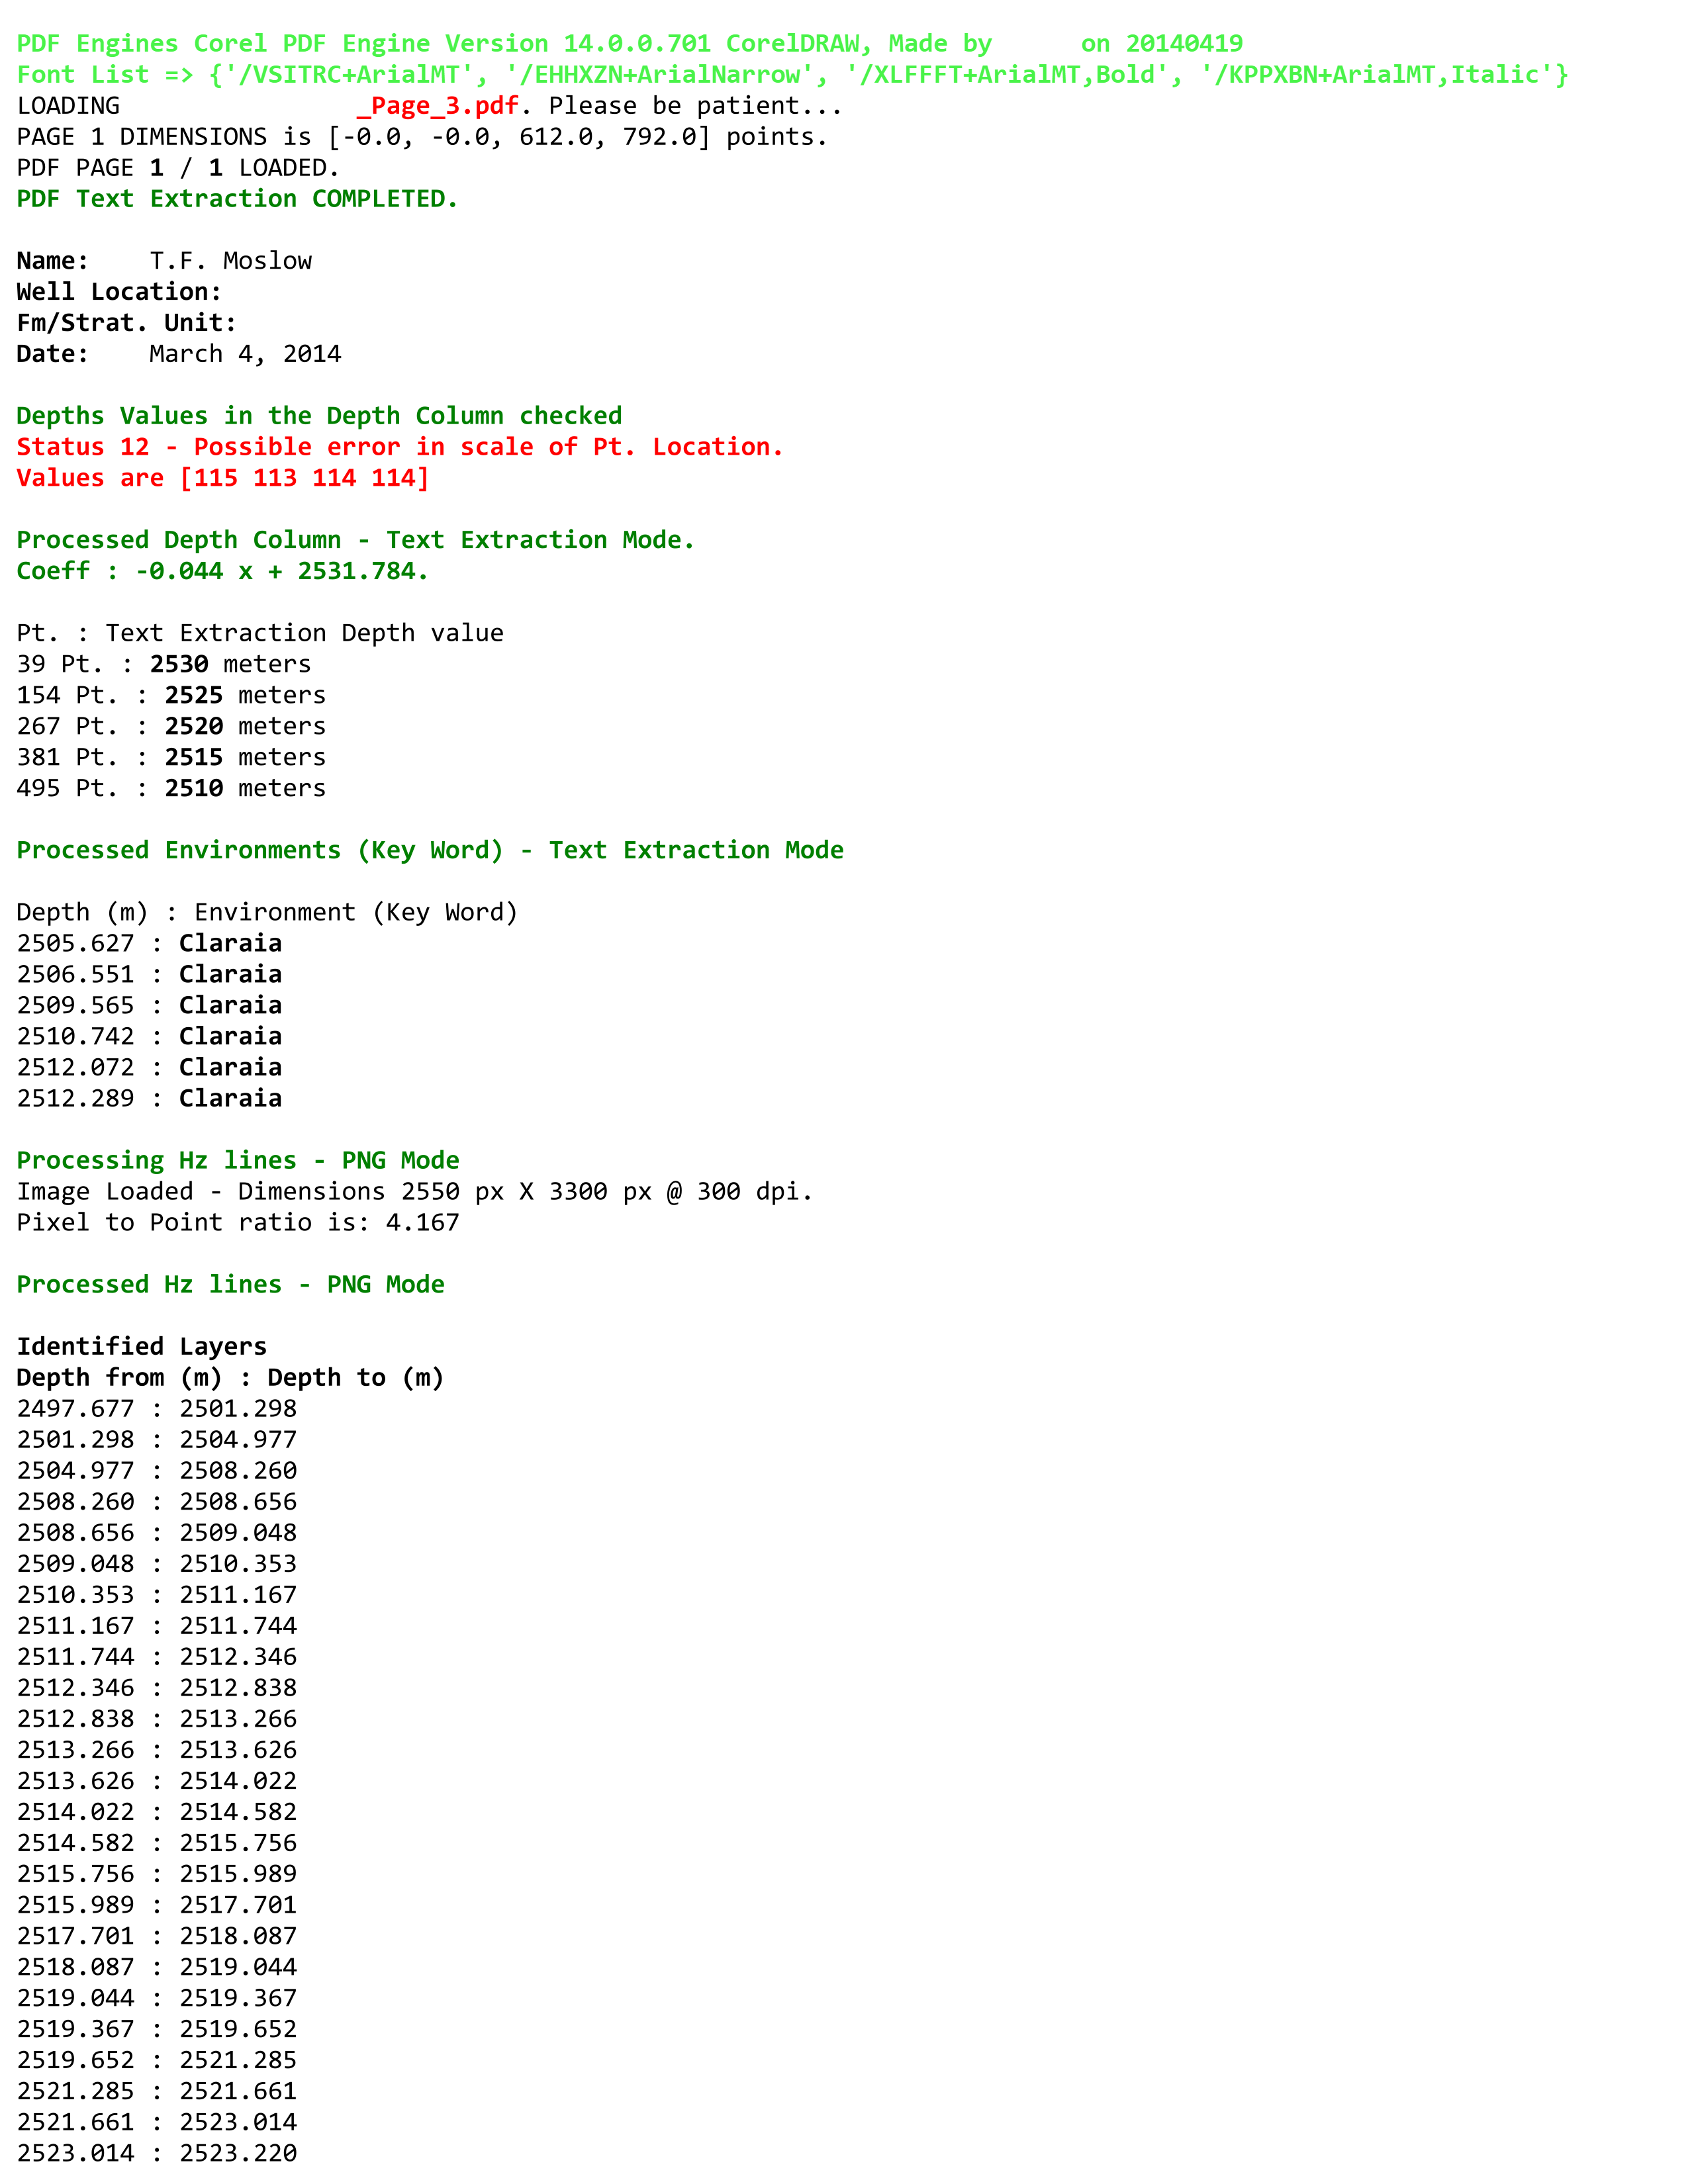 PDF Engines Corel PDF Engine Version 14.0.0.701 CorelDRAW, Made by on 20140419
Font List => {'/VSITRC+ArialMT', '/EHHXZN+ArialNarrow', '/XLFFFT+ArialMT,Bold', '/KPPXBN+ArialMT,Italic'}
LOADING _Page_3.pdf. Please be patient...
PAGE 1 DIMENSIONS is [-0.0, -0.0, 612.0, 792.0] points.
PDF PAGE 1 / 1 LOADED.
PDF Text Extraction COMPLETED.
Name: T.F. Moslow
Well Location:
Fm/Strat. Unit:
Date: March 4, 2014
Depths Values in the Depth Column checked
Status 12 - Possible error in scale of Pt. Location.
Values are [115 113 114 114]
Processed Depth Column - Text Extraction Mode.
Coeff : -0.044 x + 2531.784.
Pt. : Text Extraction Depth value
39 Pt. : 2530 meters
154 Pt. : 2525 meters
267 Pt. : 2520 meters
381 Pt. : 2515 meters
495 Pt. : 2510 meters
Processed Environments (Key Word) - Text Extraction Mode
Depth (m) : Environment (Key Word)
2505.627 : Claraia
2506.551 : Claraia
2509.565 : Claraia
2510.742 : Claraia
2512.072 : Claraia
2512.289 : Claraia
Processing Hz lines - PNG Mode
Image Loaded - Dimensions 2550 px X 3300 px @ 300 dpi.
Pixel to Point ratio is: 4.167
Processed Hz lines - PNG Mode
Identified Layers
Depth from (m) : Depth to (m)
2497.677 : 2501.298
2501.298 : 2504.977
2504.977 : 2508.260
2508.260 : 2508.656
2508.656 : 2509.048
2509.048 : 2510.353
2510.353 : 2511.167
2511.167 : 2511.744
2511.744 : 2512.346
2512.346 : 2512.838
2512.838 : 2513.266
2513.266 : 2513.626
2513.626 : 2514.022
2514.022 : 2514.582
2514.582 : 2515.756
2515.756 : 2515.989
2515.989 : 2517.701
2517.701 : 2518.087
2518.087 : 2519.044
2519.044 : 2519.367
2519.367 : 2519.652
2519.652 : 2521.285
2521.285 : 2521.661
2521.661 : 2523.014
2523.014 : 2523.220